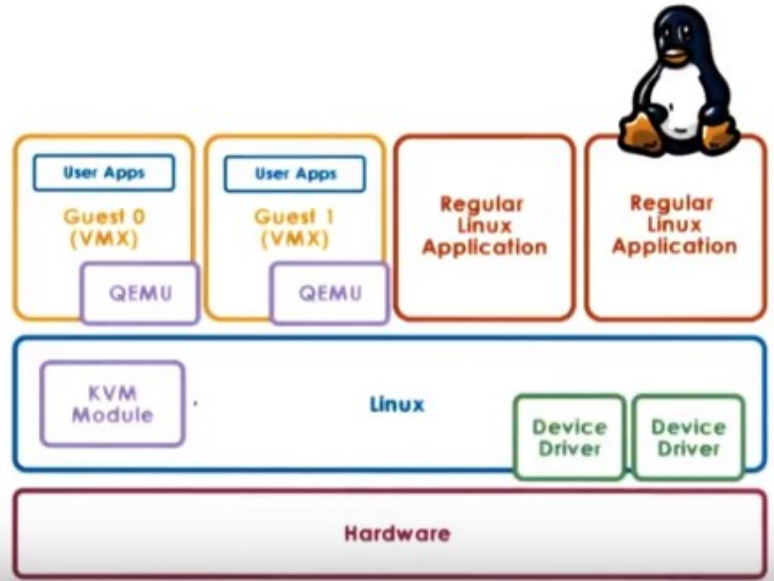 User Apps
Guest 0
(VMX)
QEMU
User Apps
Guest 1
(VMX)
QEMU
Regular
Linux
Application
Regular
Linux
Application
KVM
Module
Linux
Device
Driver
Device
Driver
Hardware